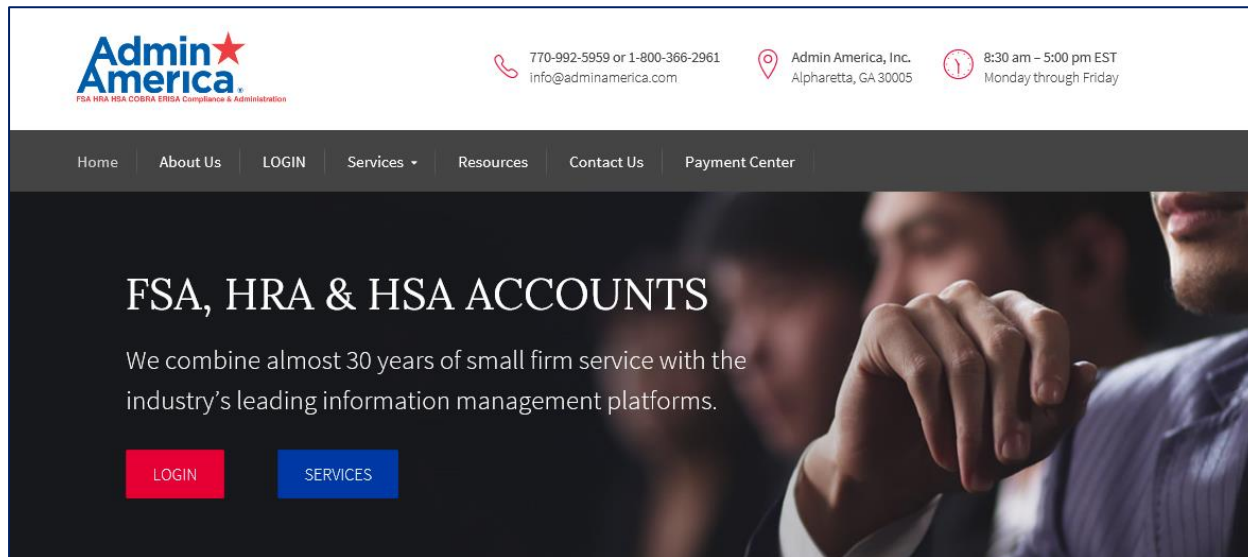 Admin
America®
FSA HRA HSA COBRA ERISA Compliance & Administration
770-992-5959 or 1-800-366-2961
info@adminamerica.com
Admin America, Inc.
Alpharetta, GA 30005
8:30 am – 5:00 pm EST
Monday through Friday
Home
About Us
LOGIN
Services
Resources
Contact Us
Payment Center
FSA, HRA & HSA ACCOUNTS
We combine almost 30 years of small firm service with the
industry’s leading information management platforms.
LOGIN
SERVICES